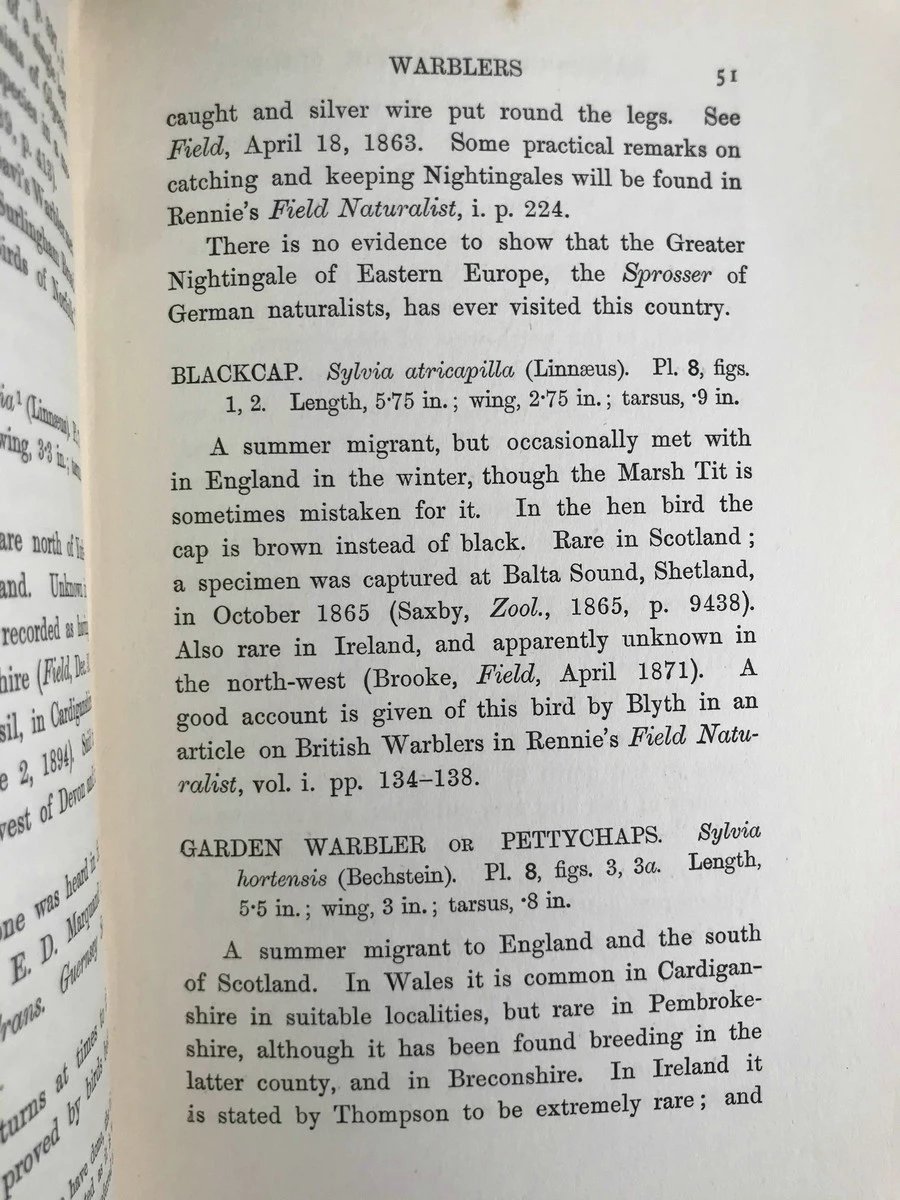 WARBLERS 51
caught and silver wire put round the legs. See
Field, April 18, 1863. Some practical remarks on
catching and keeping Nightingales will be found in
Rennie's Field Naturalist, i. p. 224.
There is no evidence to show that the Greater
Nightingale of Eastern Europe, the Sprosser of
German naturalists, has ever visited this country.
BLACKCAP. Sylvia atricapilla (Linnæus). Pl. 8, figs.
1, 2. Length, 5·75 in.; wing, 2·75 in.; tarsus, ·9 in.
A summer migrant, but occasionally met with
in England in the winter, though the Marsh Tit is
sometimes mistaken for it. In the hen bird the
cap is brown instead of black. Rare in Scotland;
a specimen was captured at Balta Sound, Shetland,
in October 1865 (Saxby, Zool., 1865, p. 9438).
Also rare in Ireland, and apparently unknown in
the north-west (Brooke, Field, April 1871). A
good account is given of this bird by Blyth in an
article on British Warblers in Rennie's Field Natu-
ralist, vol. i. pp. 134–138.
GARDEN WARBLER OR PETTYCHAPS. Sylvia
hortensis (Bechstein). Pl. 8, figs. 3, 3a. Length,
5·5 in.; wing, 3 in.; tarsus, ·8 in.
A summer migrant to England and the south
of Scotland. In Wales it is common in Cardigan-
shire in suitable localities, but rare in Pembroke-
shire, although it has been found breeding in the
latter county, and in Breconshire. In Ireland it
is stated by Thompson to be extremely rare; and